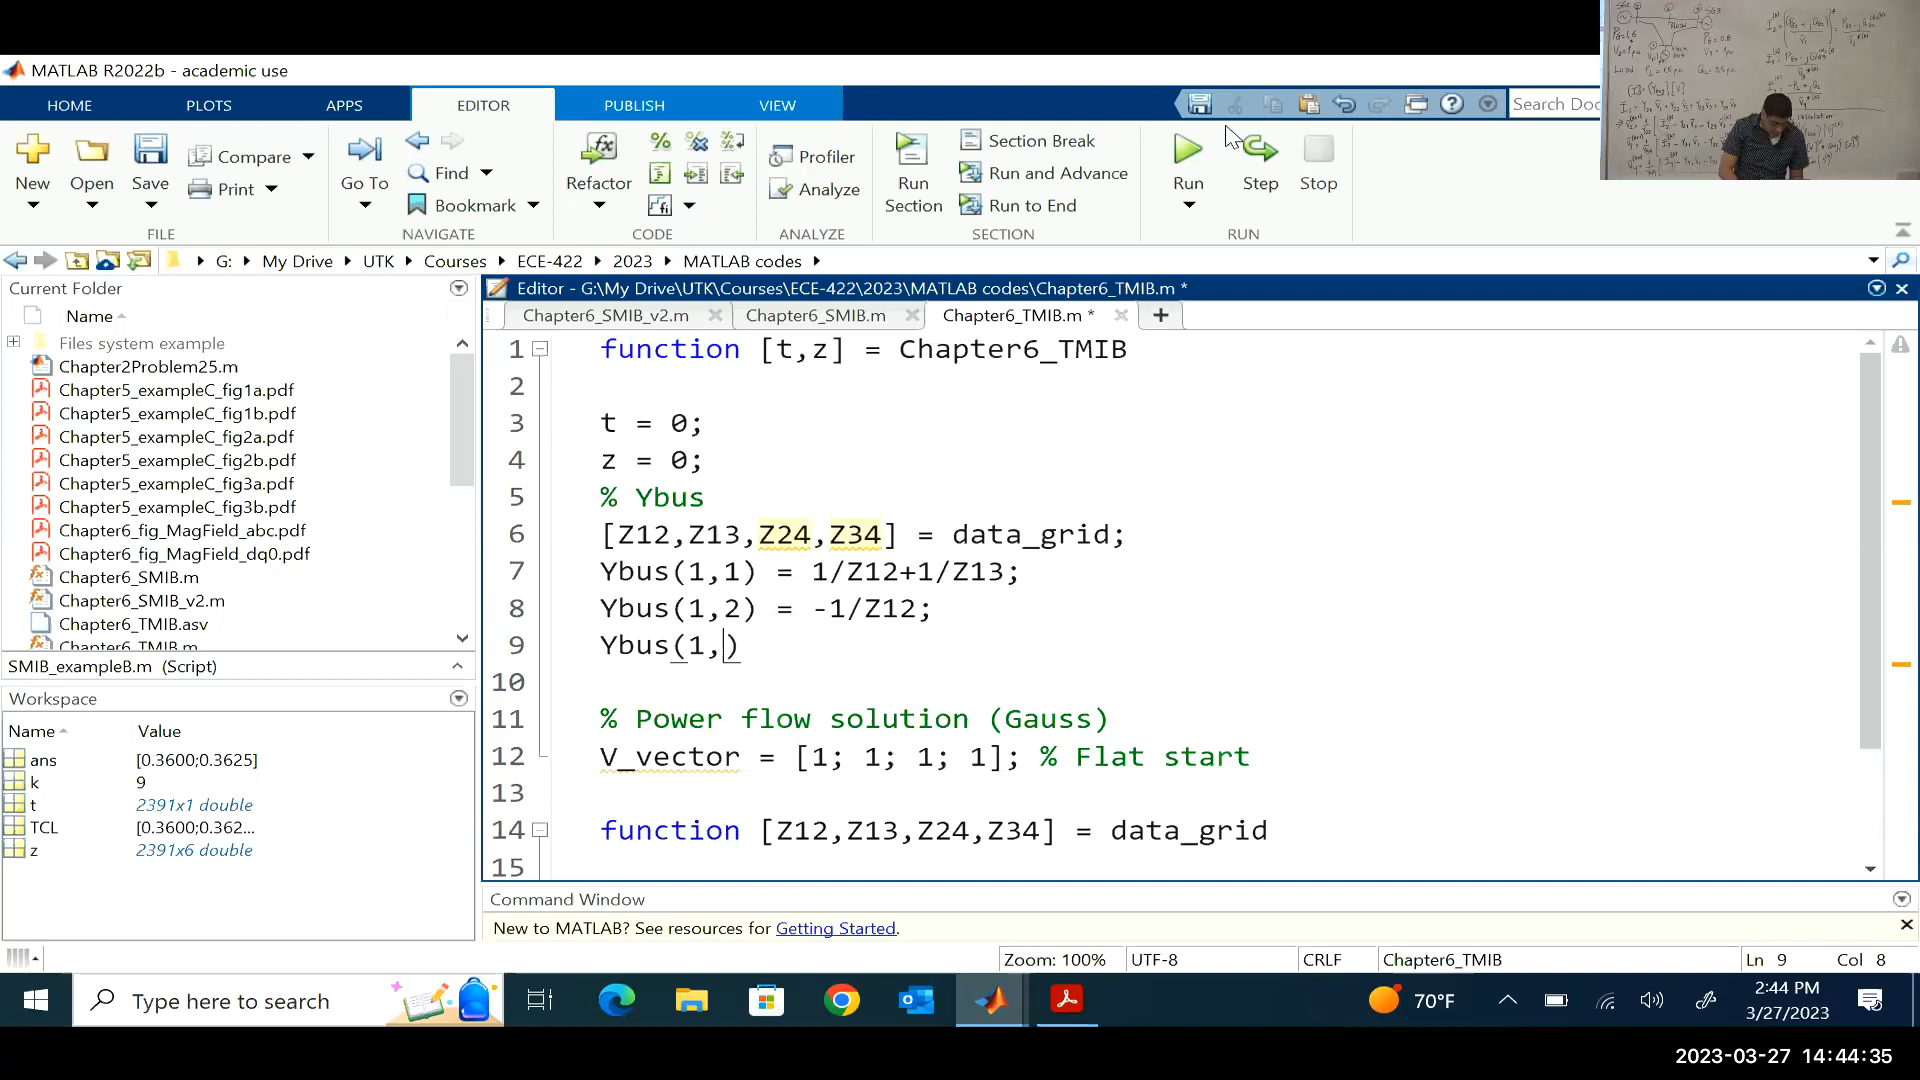 MATLAB R2022b - academic use
HOME PLOTS APPS EDITOR PUBLISH VIEW Search Doc
New Open Save Compare Print Go To Find Bookmark Refactor Profiler Analyze Run Section Section Break Run and Advance Run to End Run Step Stop
FILE NAVIGATE CODE ANALYZE SECTION RUN
G: My Drive UTK Courses ECE-422 2023 MATLAB codes
Current Folder
Name
Files system example
Chapter2Problem25.m
Chapter5_exampleC_fig1a.pdf
Chapter5_exampleC_fig1b.pdf
Chapter5_exampleC_fig2a.pdf
Chapter5_exampleC_fig2b.pdf
Chapter5_exampleC_fig3a.pdf
Chapter5_exampleC_fig3b.pdf
Chapter6_fig_MagField_abc.pdf
Chapter6_fig_MagField_dq0.pdf
Chapter6_SMIB.m
Chapter6_SMIB_v2.m
Chapter6_TMIB.asv
Chapter6_TMIB.m
SMIB_exampleB.m (Script)
Workspace
Name Value
ans [0.3600;0.3625]
k 9
t 2391x1 double
TCL [0.3600;0.362...
z 2391x6 double
Editor - G:\My Drive\UTK\Courses\ECE-422\2023\MATLAB codes\Chapter6_TMIB.m *
Chapter6_SMIB_v2.m Chapter6_SMIB.m Chapter6_TMIB.m *
1 function [t,z] = Chapter6_TMIB
2
3 t = 0;
4 z = 0;
5 % Ybus
6 [Z12,Z13,Z24,Z34] = data_grid;
7 Ybus(1,1) = 1/Z12+1/Z13;
8 Ybus(1,2) = -1/Z12;
9 Ybus(1,)
10
11 % Power flow solution (Gauss)
12 V_vector = [1; 1; 1; 1]; % Flat start
13
14 function [Z12,Z13,Z24,Z34] = data_grid
15
Command Window
New to MATLAB? See resources for Getting Started.
Zoom: 100% UTF-8 CRLF Chapter6_TMIB Ln 9 Col 8
Type here to search
70°F
2:44 PM
3/27/2023
2023-03-27 14:44:35